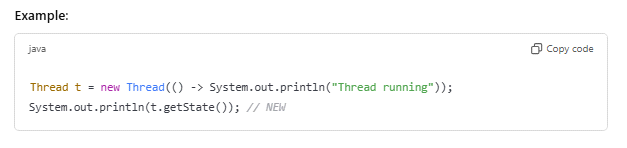 Example:
java
Copy code
Thread t = new Thread(() -> System.out.println("Thread running"));
System.out.println(t.getState()); // NEW